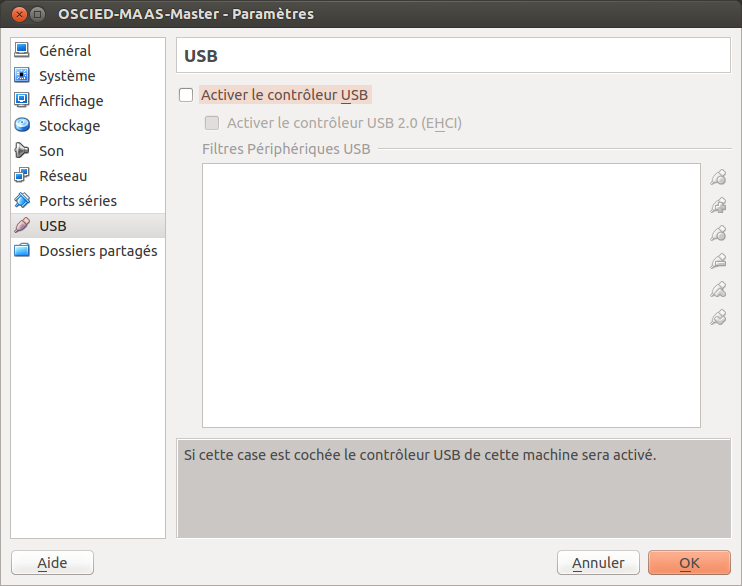 OSCIED-MAAS-Master - Paramètres
Général
Système
Affichage
Stockage
Son
Réseau
Ports séries
USB
Dossiers partagés
USB
Activer le contrôleur USB
Activer le contrôleur USB 2.0 (EHCI)
Filtres Périphériques USB
Si cette case est cochée le contrôleur USB de cette machine sera activé.
Aide
Annuler
OK